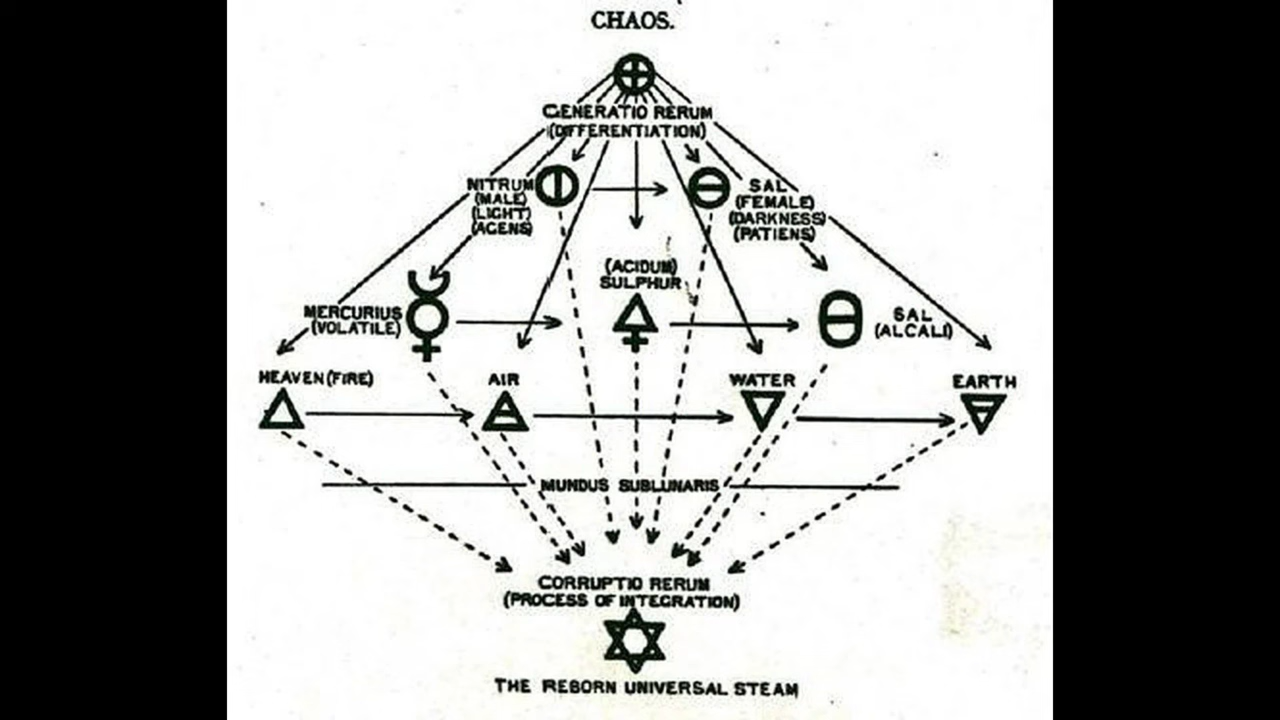 CHAOS.
GENERATIO RERUM
(DIFFERENTIATION)
NITRUM
(MALE)
(LIGHT)
(AGENS)
SAL
(FEMALE)
(DARKNESS)
(PATIENS)
(ACIDUM)
SULPHUR
MERCURIUS
(VOLATILE)
SAL
(ALCALI)
HEAVEN (FIRE)
AIR
WATER
EARTH
MUNDUS SUBLUNARIS
CORRUPTIO RERUM
(PROCESS OF INTEGRATION)
THE REBORN UNIVERSAL STEAM